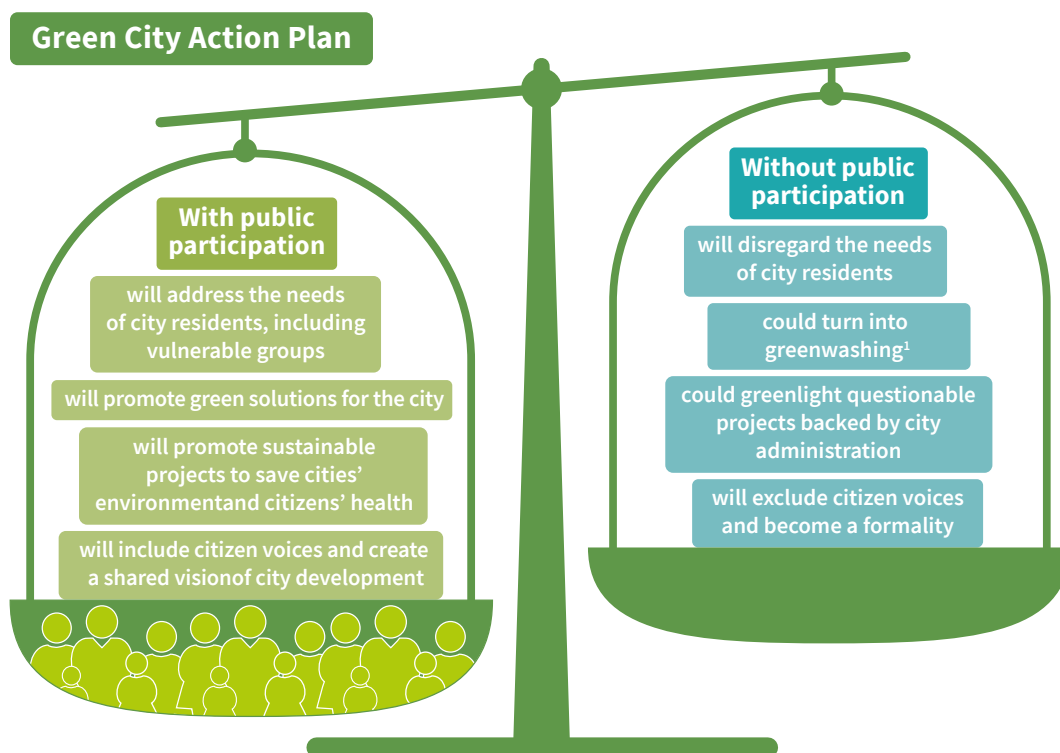 Green City Action Plan
With public
participation
will address the needs
of city residents, including
vulnerable groups
will promote green solutions for the city
will promote sustainable
projects to save cities’
environmentand citizens’ health
will include citizen voices and create
a shared visionof city development
Without public
participation
will disregard the needs
of city residents
could turn into
greenwashing¹
could greenlight questionable
projects backed by city
administration
will exclude citizen voices
and become a formality